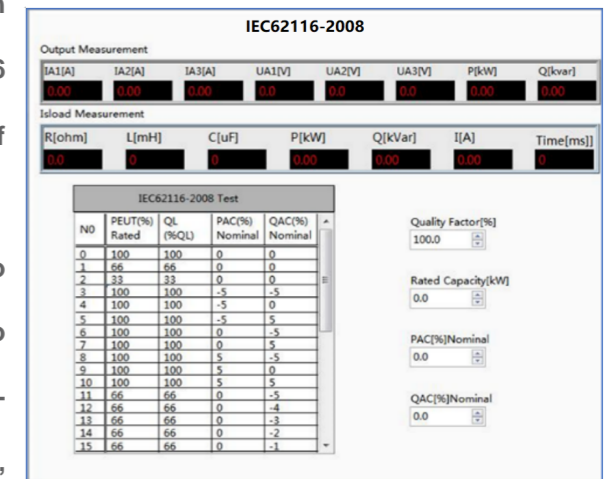 IEC62116-2008
Output Measurement
IA1[A] IA2[A] IA3[A] UA1[V] UA2[V] UA3[V] P[kW] Q[kvar]
0.00 0.00 0.00 0.0 0.0 0.0 0.00 0.00
Isload Measurement
R[ohm] L[mH] C[uF] P[kW] Q[kVar] I[A] Time[ms]]
0.0 0 0 0.00 0.00 0.00 0
IEC62116-2008 Test
N0 PEUT(%) Rated QL (%QL) PAC(%) Nominal QAC(%) Nominal
0 100 100 0 0
1 66 66 0 0
2 33 33 0 0
3 100 100 -5 -5
4 100 100 -5 0
5 100 100 -5 5
6 100 100 0 -5
7 100 100 0 5
8 100 100 5 -5
9 100 100 5 0
10 100 100 5 5
11 66 66 0 -5
12 66 66 0 -4
13 66 66 0 -3
14 66 66 0 -2
15 66 66 0 -1
Quality Factor[%]
100.0
Rated Capacity[kW]
0.0
PAC[%]Nominal
0.0
QAC[%]Nominal
0.0